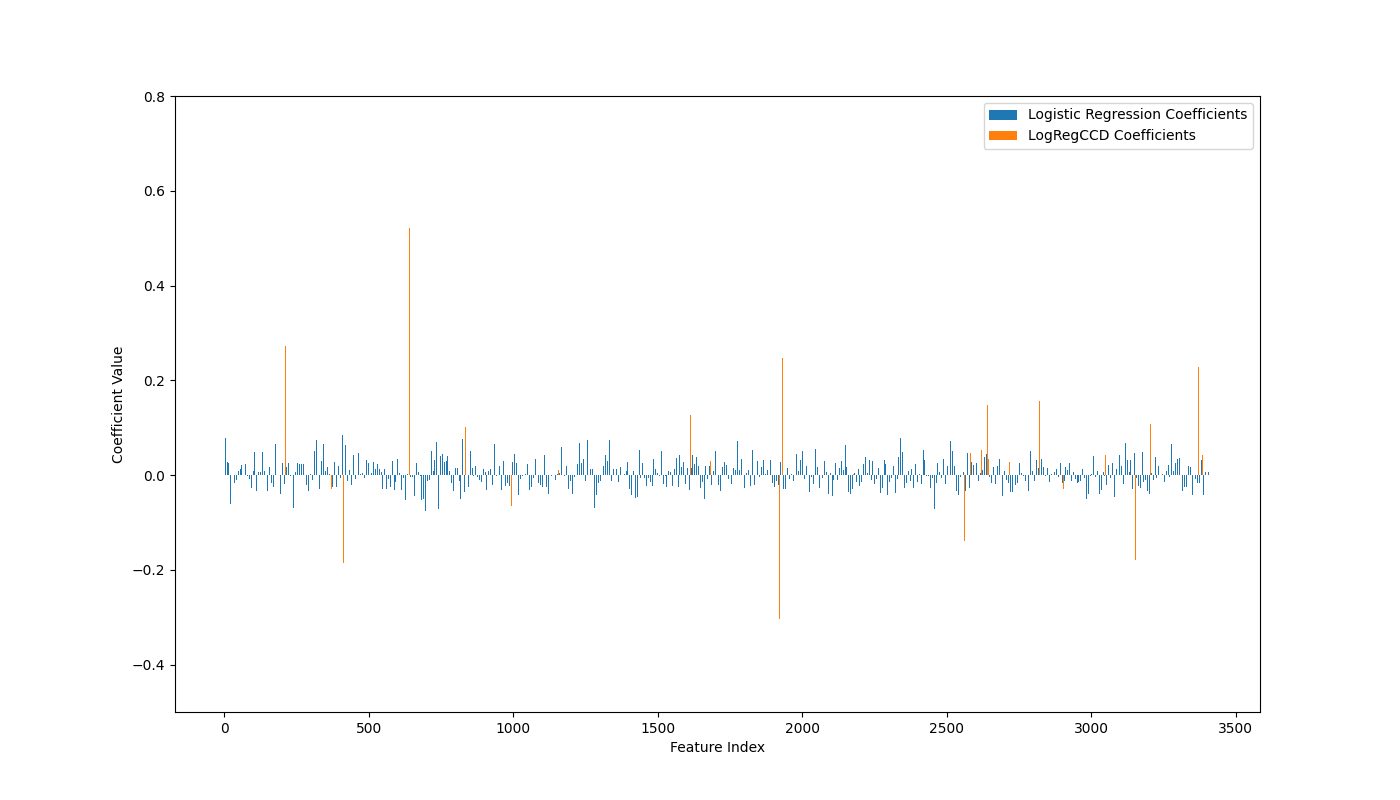 0.8
0.6
0.4
0.2
0.0
−0.2
−0.4
Coefficient Value
Logistic Regression Coefficients
LogRegCCD Coefficients
0 500 1000 1500 2000 2500 3000 3500
Feature Index